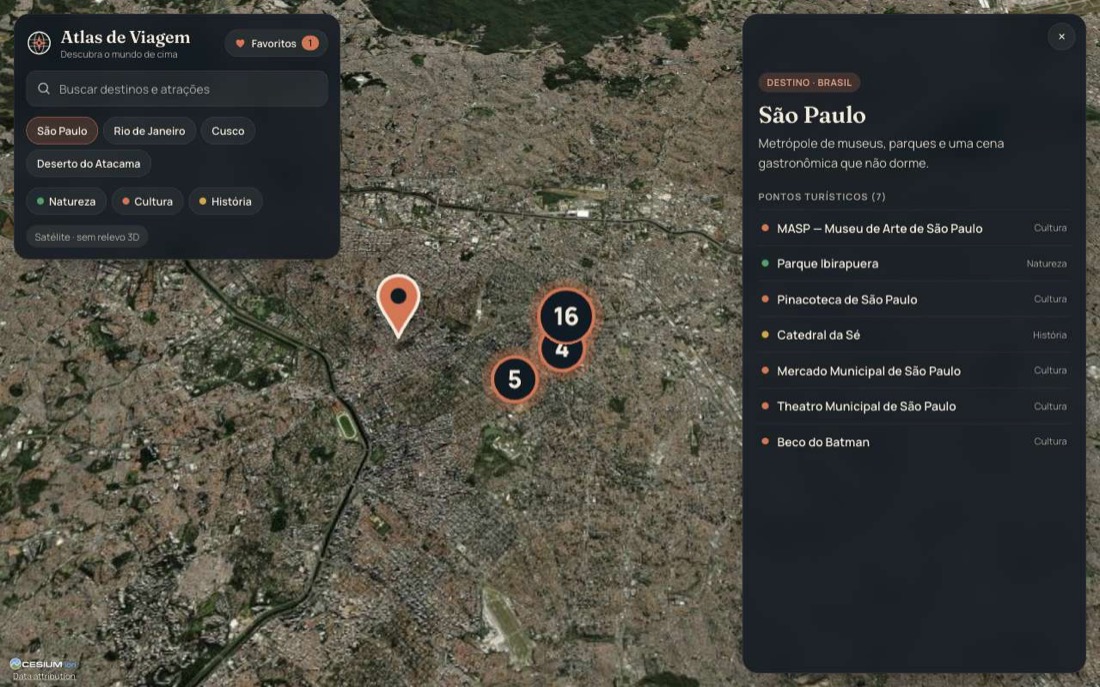 Atlas de Viagem
Descubra o mundo de cima
Favoritos 1
Buscar destinos e atrações
São Paulo Rio de Janeiro Cusco
Deserto do Atacama
Natureza Cultura História
Satélite · sem relevo 3D
16
4
5
CESIUM ion
Data attribution
×
DESTINO · BRASIL
São Paulo
Metrópole de museus, parques e uma cena
gastronômica que não dorme.
PONTOS TURÍSTICOS (7)
MASP — Museu de Arte de São Paulo Cultura
Parque Ibirapuera Natureza
Pinacoteca de São Paulo Cultura
Catedral da Sé História
Mercado Municipal de São Paulo Cultura
Theatro Municipal de São Paulo Cultura
Beco do Batman Cultura